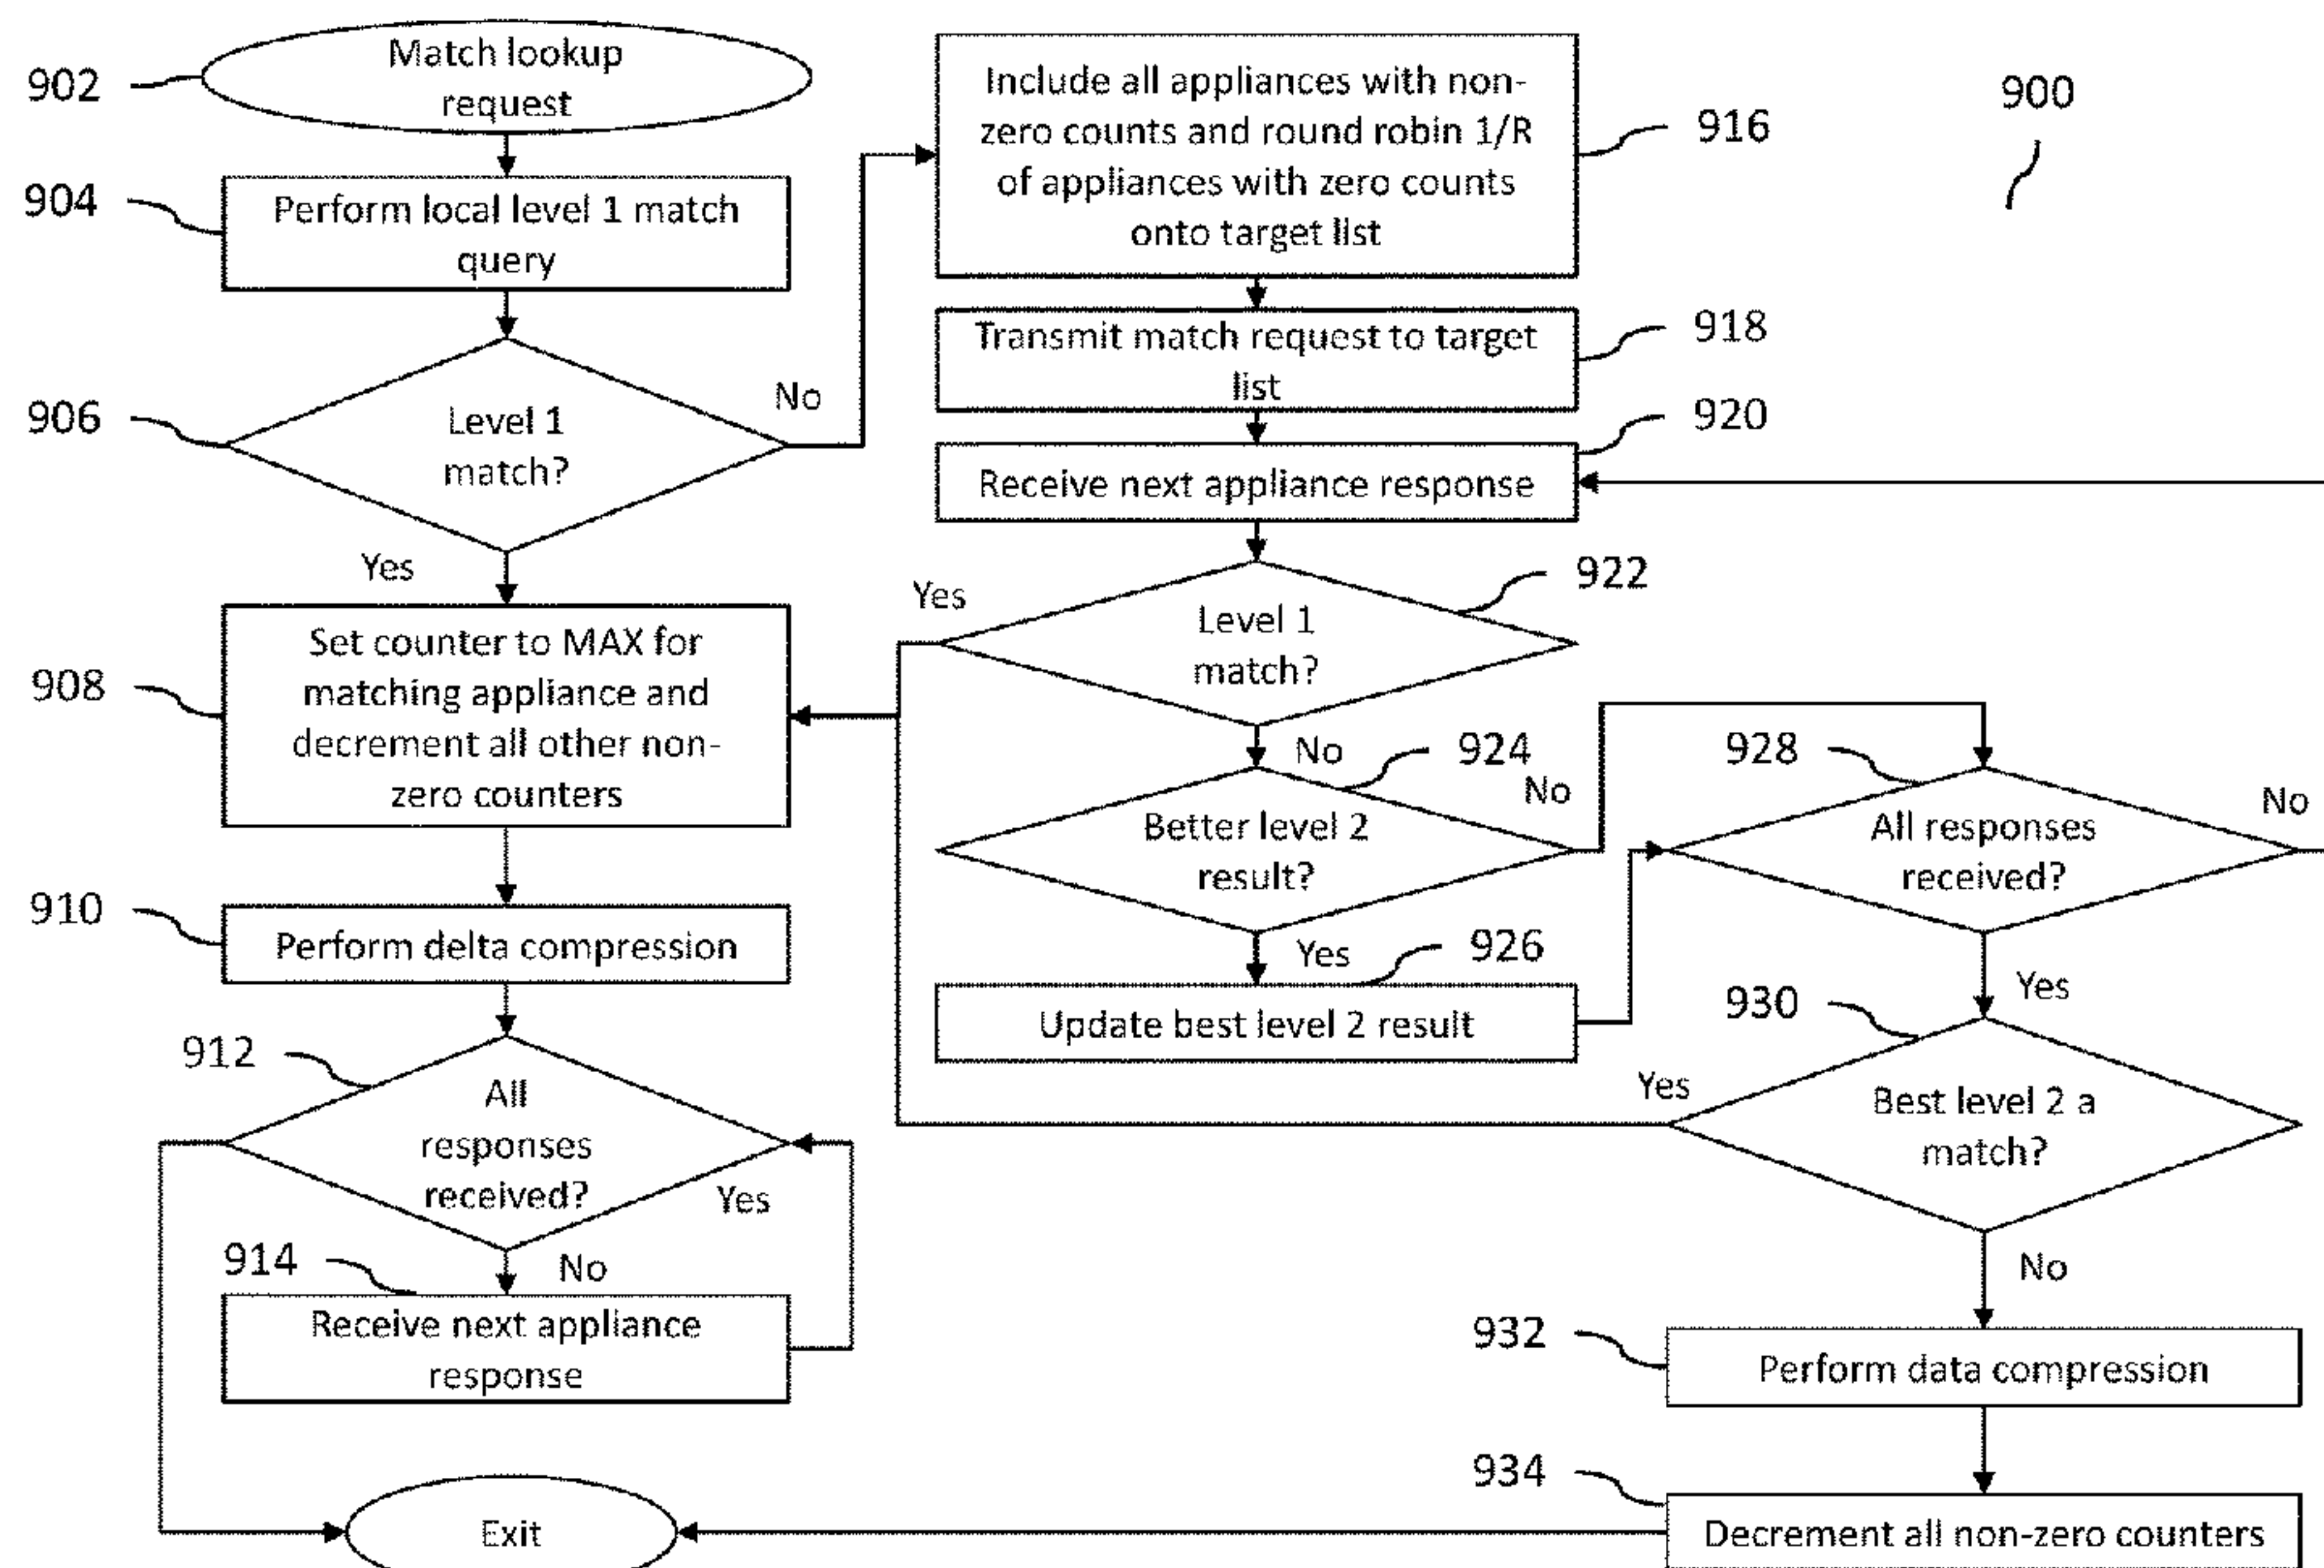 902
Match lookup
request
904
Perform local level 1 match
query
906
Level 1
match?
No
Yes
908
Set counter to MAX for
matching appliance and
decrement all other non-
zero counters
910
Perform delta compression
912
All
responses
received?
Yes
914
No
Receive next appliance
response
Exit
Include all appliances with non-
zero counts and round robin 1/R
of appliances with zero counts
onto target list
916
900
Transmit match request to target
list
918
920
Receive next appliance response
922
Yes
Level 1
match?
No
924
No
Better level 2
result?
Yes
926
Update best level 2 result
928
No
All responses
received?
Yes
930
Yes
Best level 2 a
match?
No
932
Perform data compression
934
Decrement all non-zero counters